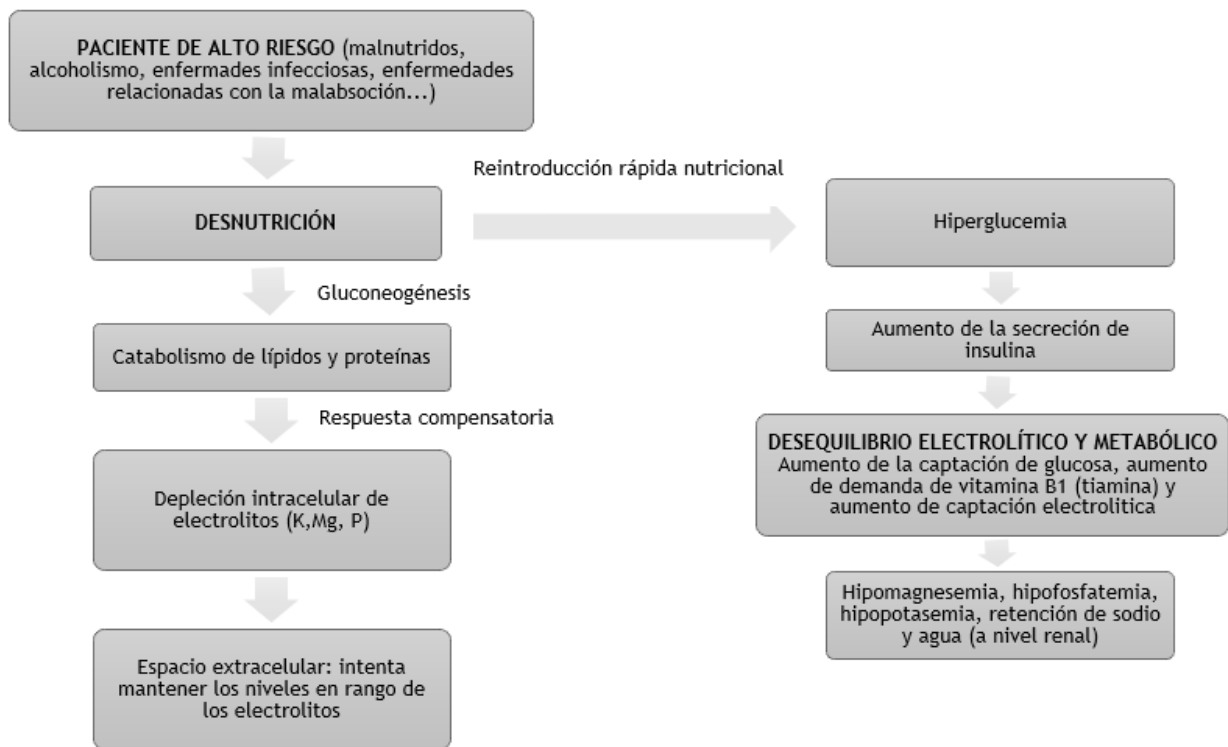 PACIENTE DE ALTO RIESGO (malnutridos,
alcoholismo, enfermades infecciosas, enfermedades
relacionadas con la malabsoción...)
Reintroducción rápida nutricional
DESNUTRICIÓN
Hiperglucemia
Gluconeogénesis
Aumento de la secreción de
insulina
Catabolismo de lípidos y proteínas
Respuesta compensatoria
DESEQUILIBRIO ELECTROLÍTICO Y METABÓLICO
Aumento de la captación de glucosa, aumento
de demanda de vitamina B1 (tiamina) y
aumento de captación electrolitica
Depleción intracelular de
electrolitos (K,Mg, P)
Hipomagnesemia, hipofosfatemia,
hipopotasemia, retención de sodio
y agua (a nivel renal)
Espacio extracelular: intenta
mantener los niveles en rango de
los electrolitos